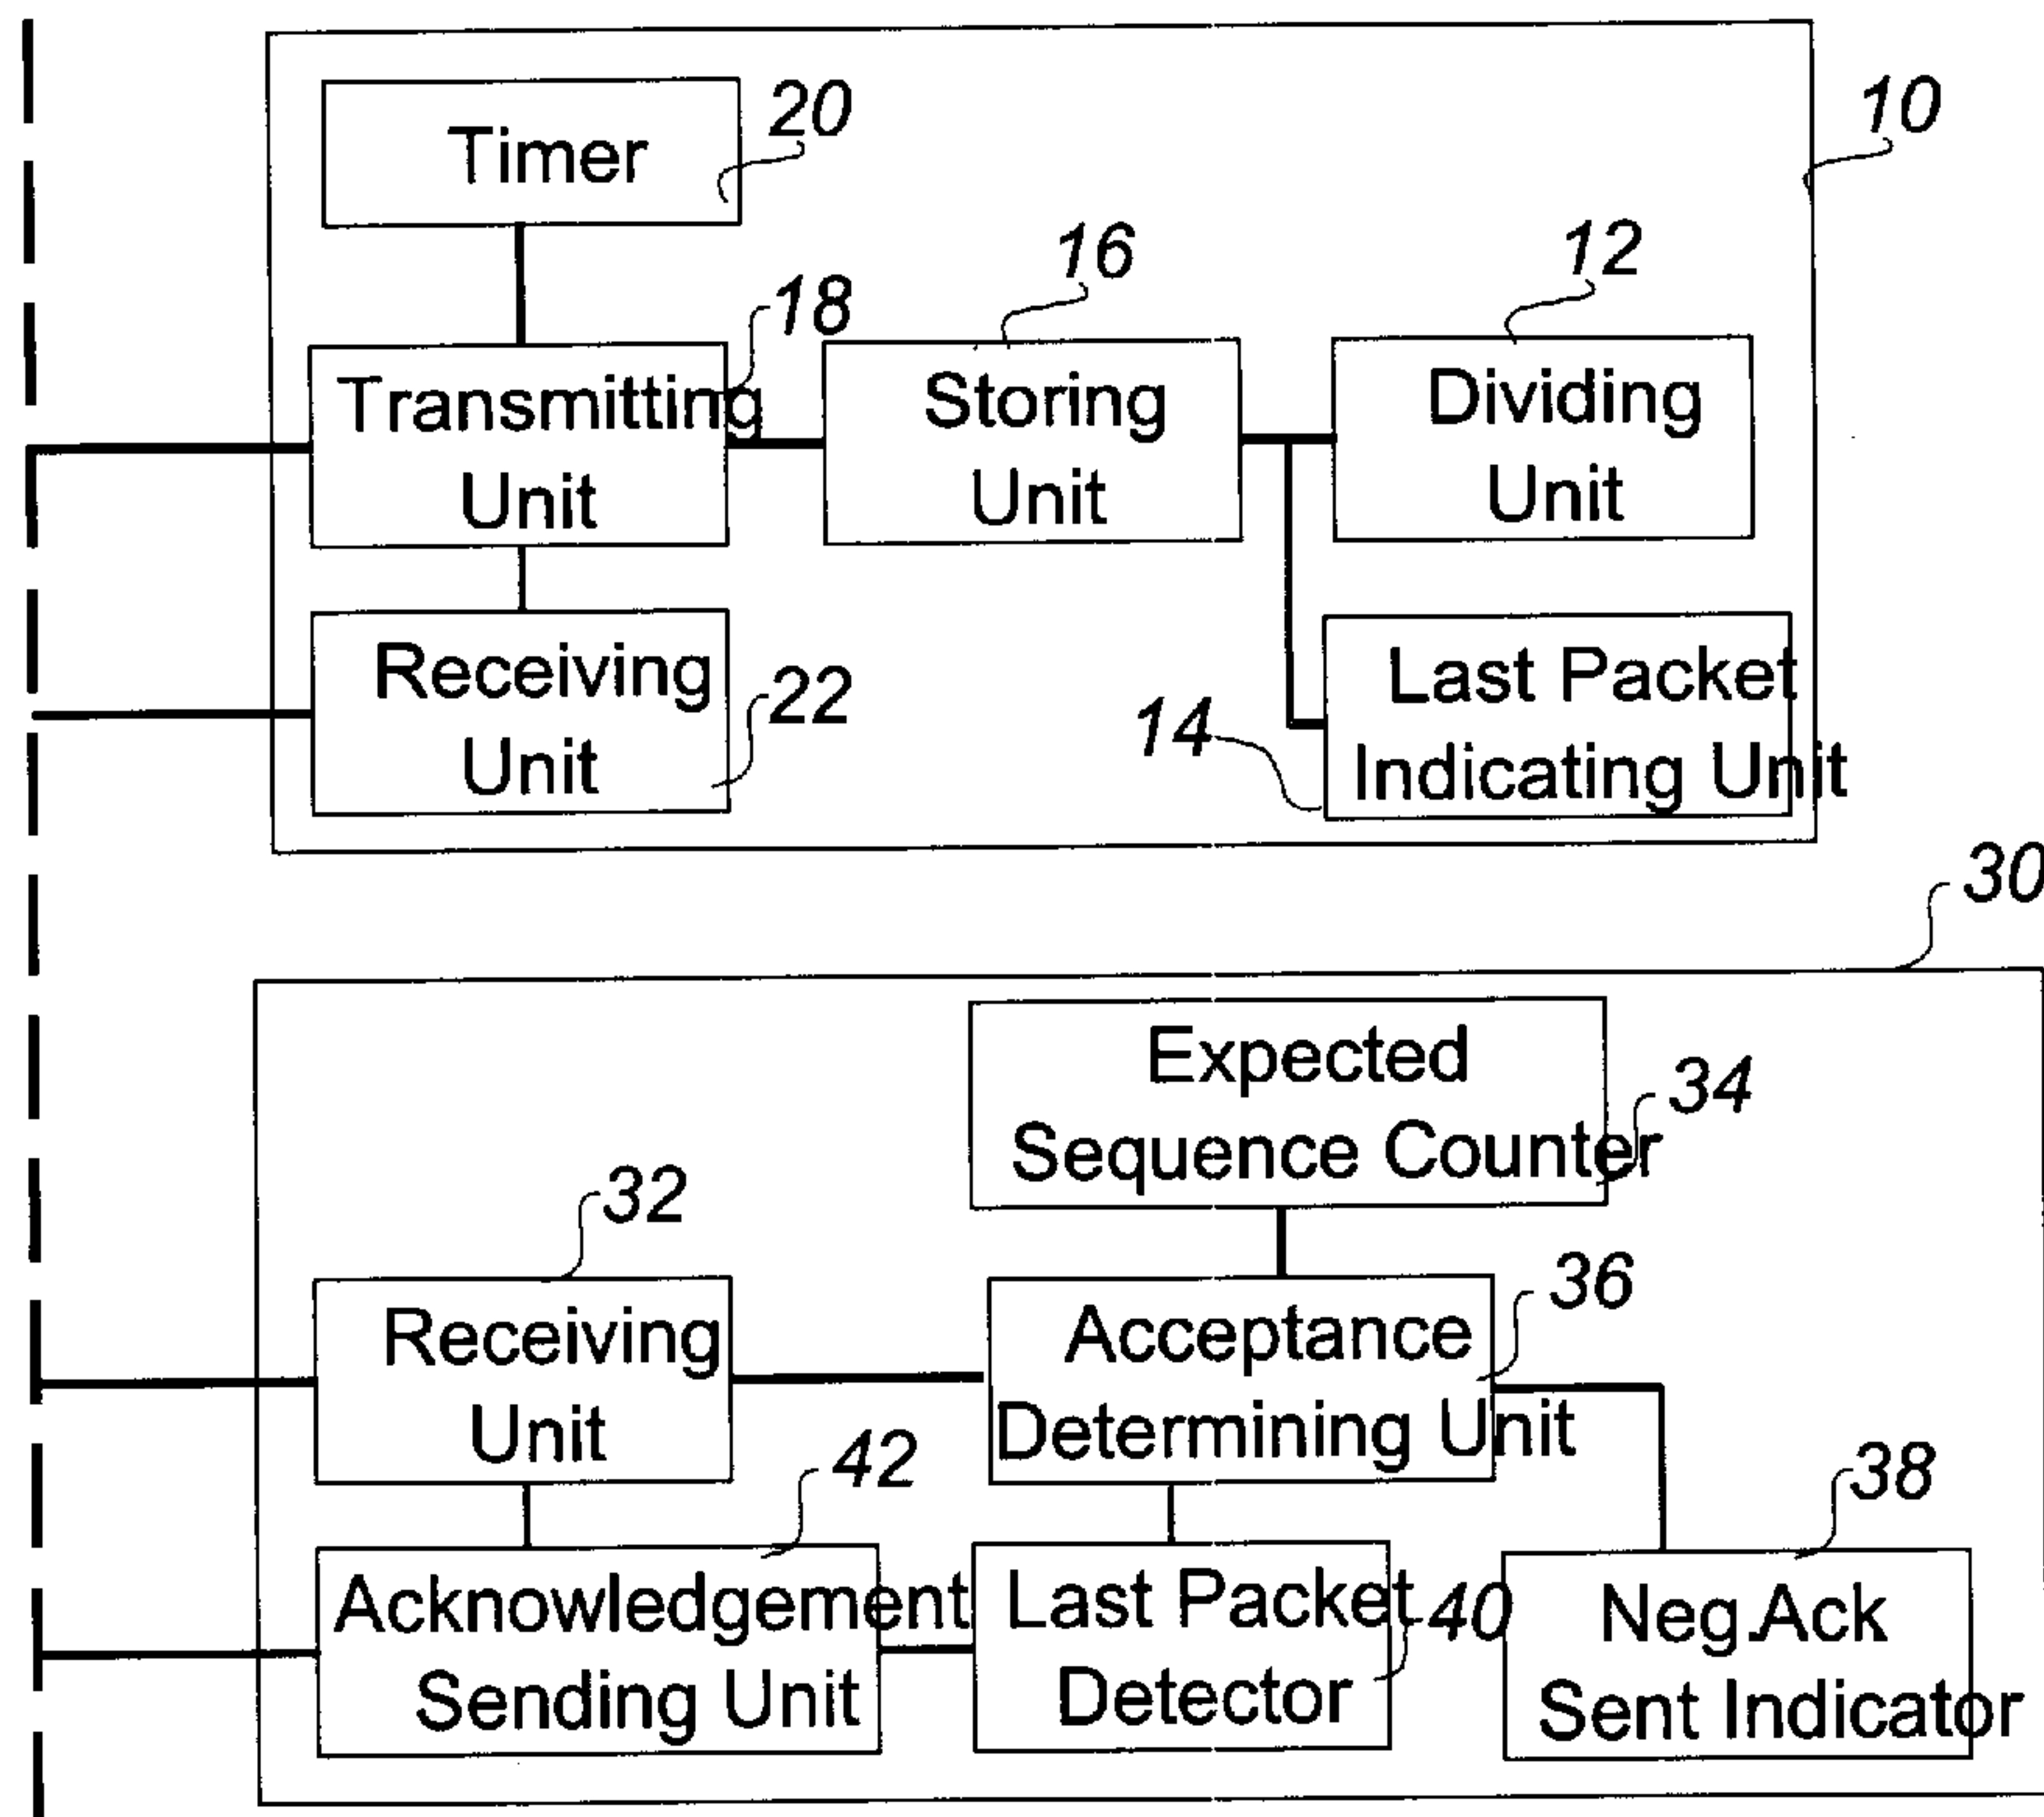 Timer
20
10
Transmitting
Unit
18
Storing
Unit
16
Dividing
Unit
12
Receiving
Unit
22
Last Packet
Indicating Unit
14
30
Expected
Sequence Counter
34
Receiving
Unit
32
Acceptance
Determining Unit
36
Acknowledgement
Sending Unit
42
Last Packet
Detector
40
Neg.Ack
Sent Indicator
38